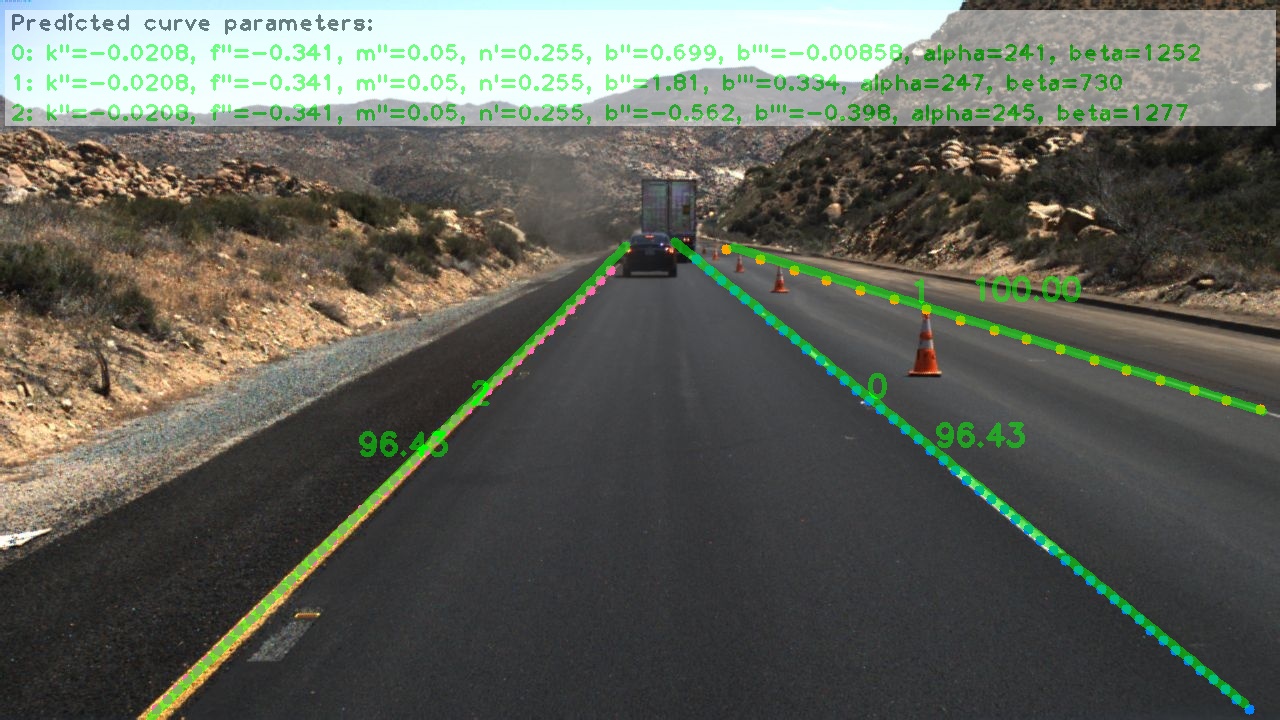 Predicted curve parameters:
0: k''=-0.0208, f''=-0.341, m''=0.05, n'=0.255, b''=0.699, b'''=-0.00858, alpha=241, beta=1252
1: k''=-0.0208, f''=-0.341, m''=0.05, n'=0.255, b''=1.81, b'''=0.334, alpha=247, beta=730
2: k''=-0.0208, f''=-0.341, m''=0.05, n'=0.255, b''=-0.562, b'''=-0.398, alpha=245, beta=1277
1 100.00
2 0
96.43 96.43